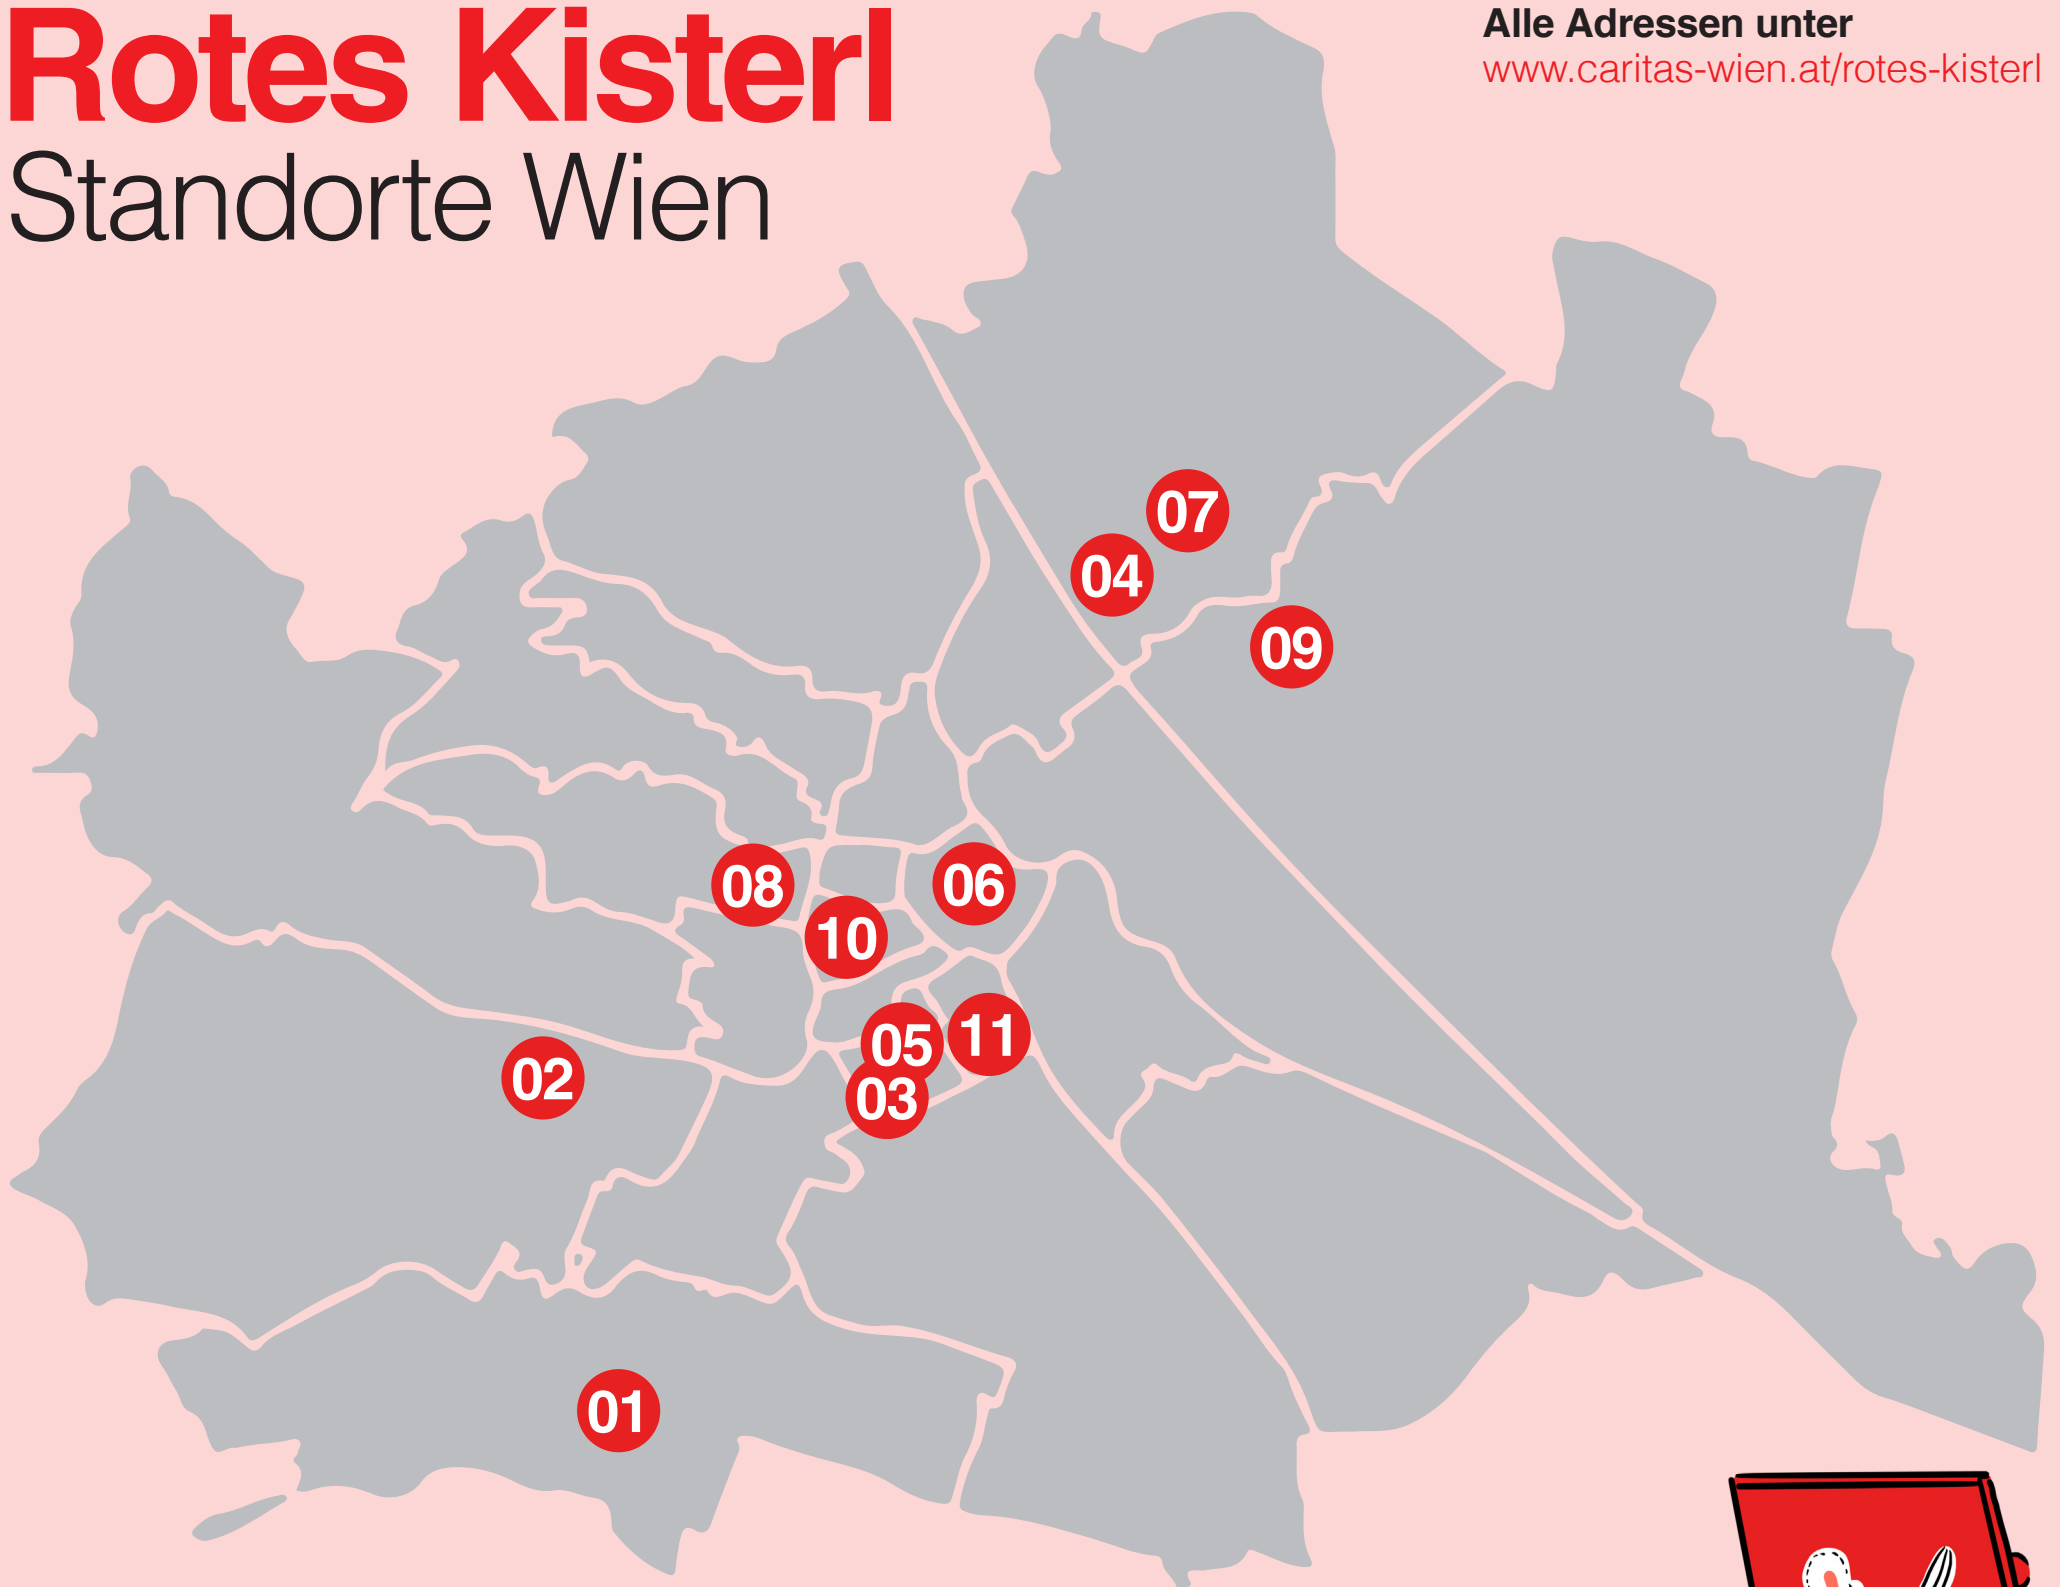 Rotes Kisterl
Standorte Wien
Alle Adressen unter
www.caritas-wien.at/rotes-kisterl
07
04
09
08
06
10
05
11
03
02
01